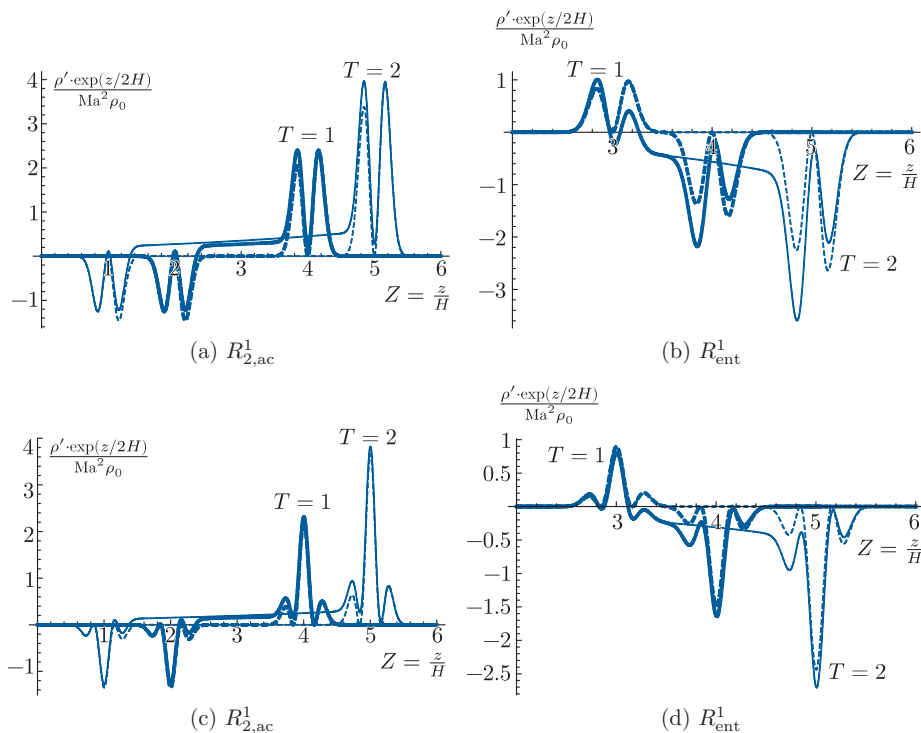 ρ′·exp(z/2H) / Ma²ρ₀
T = 2
T = 1
4
3
2
1
−1
1 2 3 4 5 6
Z = z/H
(a) R¹₂,ac
ρ′·exp(z/2H) / Ma²ρ₀
T = 1
1
−1
−2
−3
3 4 5 6
Z = z/H
T = 2
(b) R¹ent
ρ′·exp(z/2H) / Ma²ρ₀
T = 2
T = 1
4
3
2
1
−1
1 2 3 4 5 6
Z = z/H
(c) R¹₂,ac
ρ′·exp(z/2H) / Ma²ρ₀
T = 1
1
0.5
−0.5
−1
−1.5
−2
−2.5
3 4 5 6
Z = z/H
T = 2
(d) R¹ent